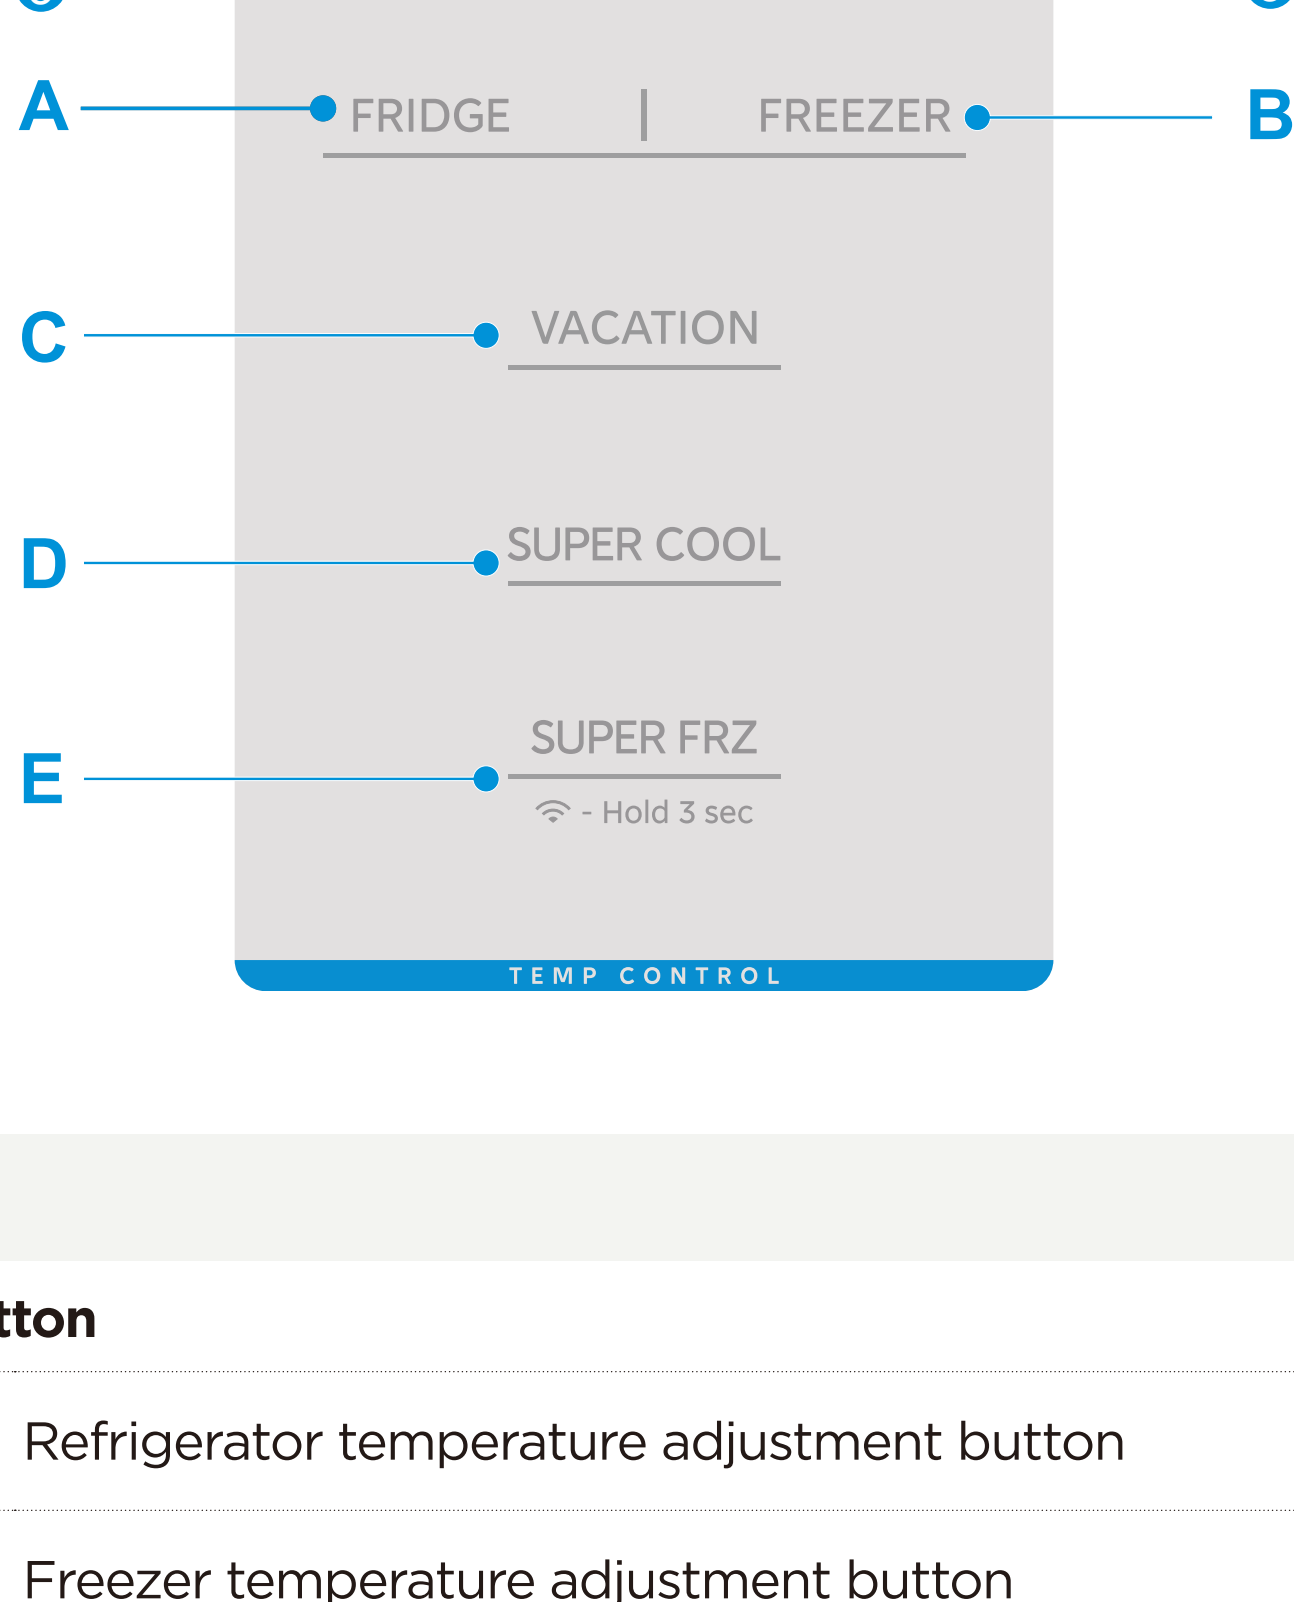 A FRIDGE | FREEZER B
C VACATION
D SUPER COOL
E SUPER FRZ
- Hold 3 sec
TEMP CONTROL
Refrigerator temperature adjustment button
Freezer temperature adjustment button